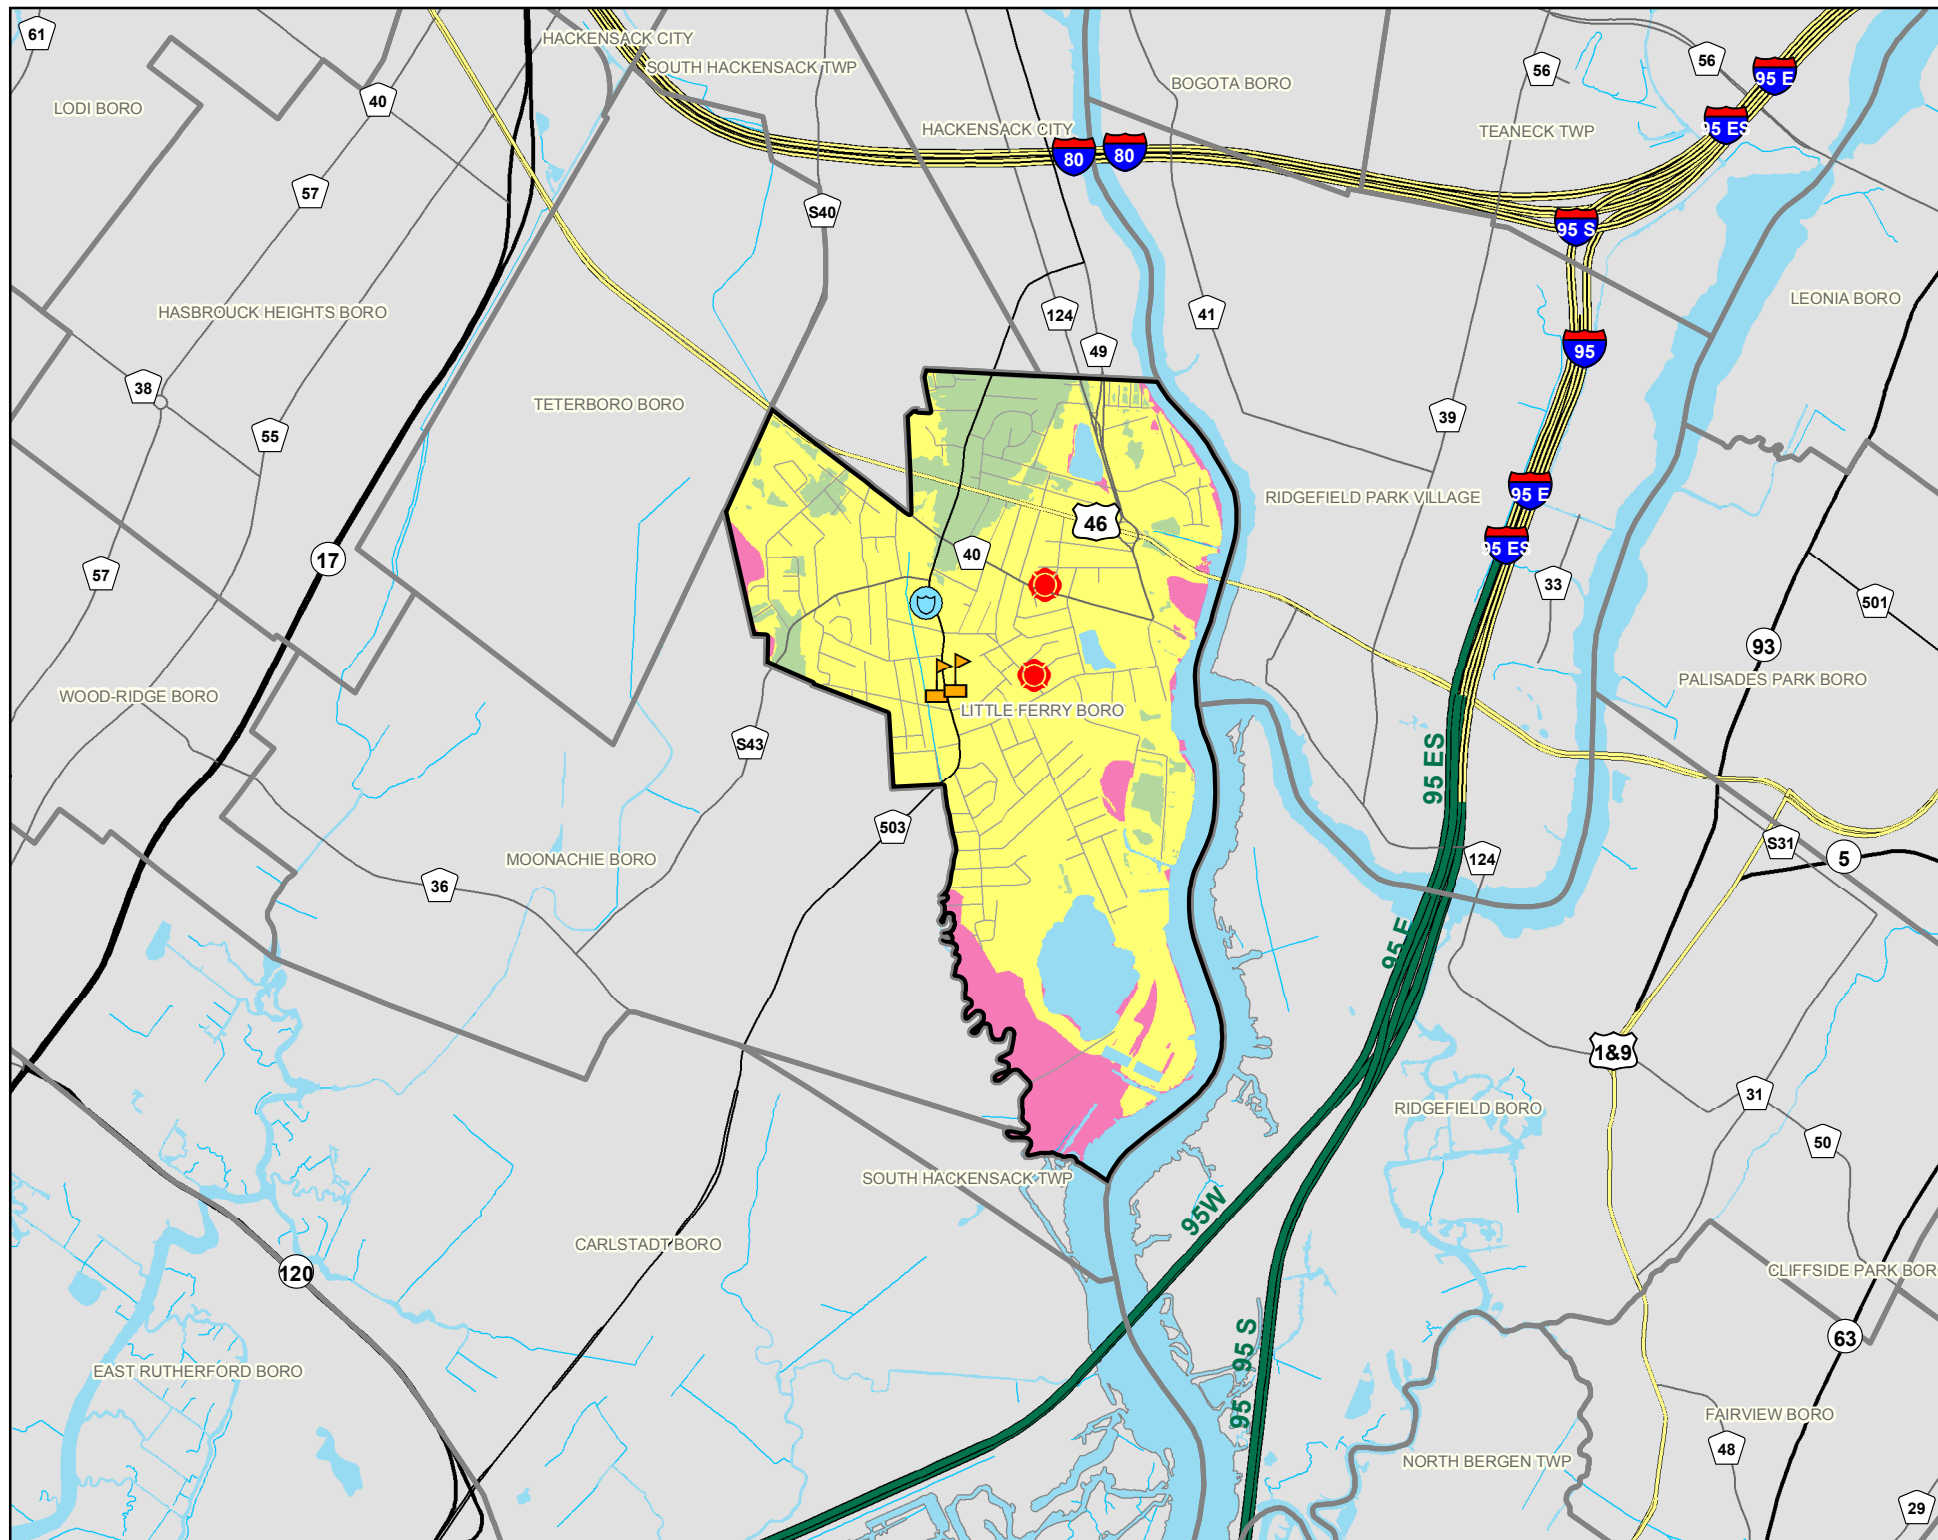 61
HACKENSACK CITY
SOUTH HACKENSACK TWP
BOGOTA BORO
56
56
95 E
LODI BORO
40
HACKENSACK CITY
TEANECK TWP
95 ES
80
80
57
S40
95 S
HASBROUCK HEIGHTS BORO
124
41
LEONIA BORO
49
95
38
TETERBORO BORO
39
55
RIDGEFIELD PARK VILLAGE
95 E
46
95 ES
17
40
57
33
501
93
WOOD-RIDGE BORO
PALISADES PARK BORO
LITTLE FERRY BORO
S43
95 ES
503
S31
MOONACHIE BORO
124
5
36
95 E
1&9
31
RIDGEFIELD BORO
50
SOUTH HACKENSACK TWP
95W
CARLSTADT BORO
120
CLIFFSIDE PARK BOR
63
95 S
EAST RUTHERFORD BORO
95
FAIRVIEW BORO
48
NORTH BERGEN TWP
29